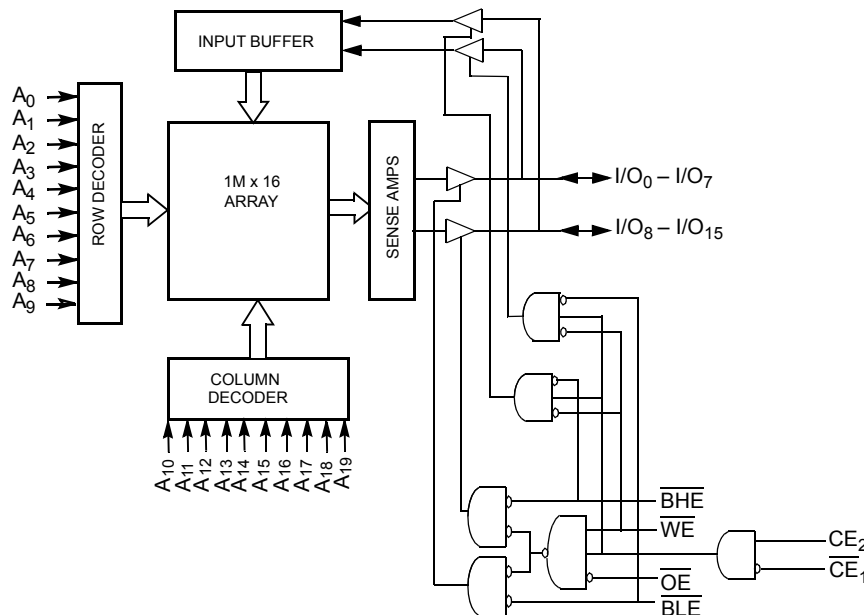 INPUT BUFFER
A0
A1
A2
A3
A4
A5
A6
A7
A8
A9
ROW DECODER
1M x 16
ARRAY
SENSE AMPS
I/O0 – I/O7
I/O8 – I/O15
COLUMN
DECODER
A10
A11
A12
A13
A14
A15
A16
A17
A18
A19
BHE
WE
CE2
CE1
OE
BLE